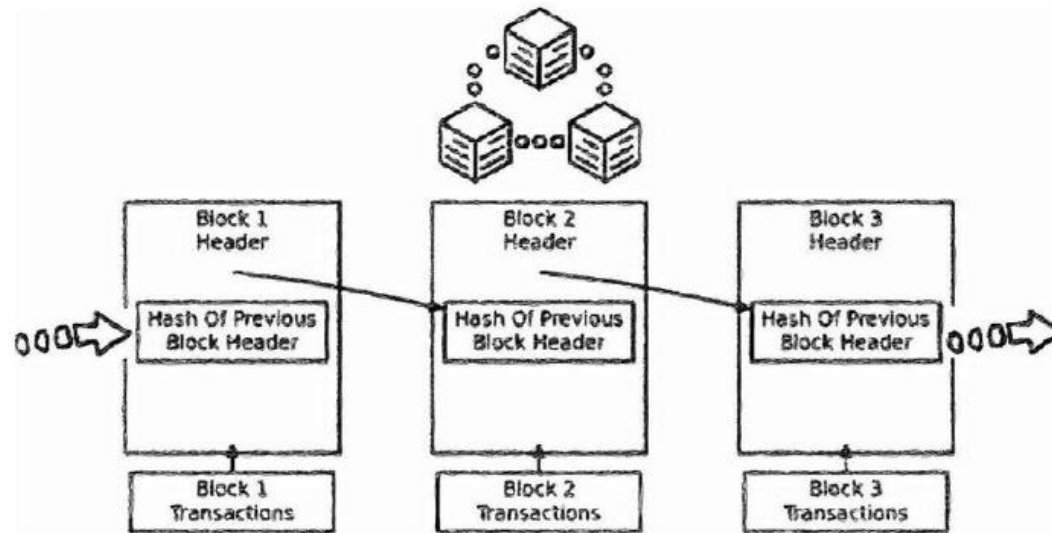 Block 1
Header
Block 2
Header
Block 3
Header
Hash Of Previous
Block Header
Hash Of Previous
Block Header
Hash Of Previous
Block Header
Block 1
Transactions
Block 2
Transactions
Block 3
Transactions